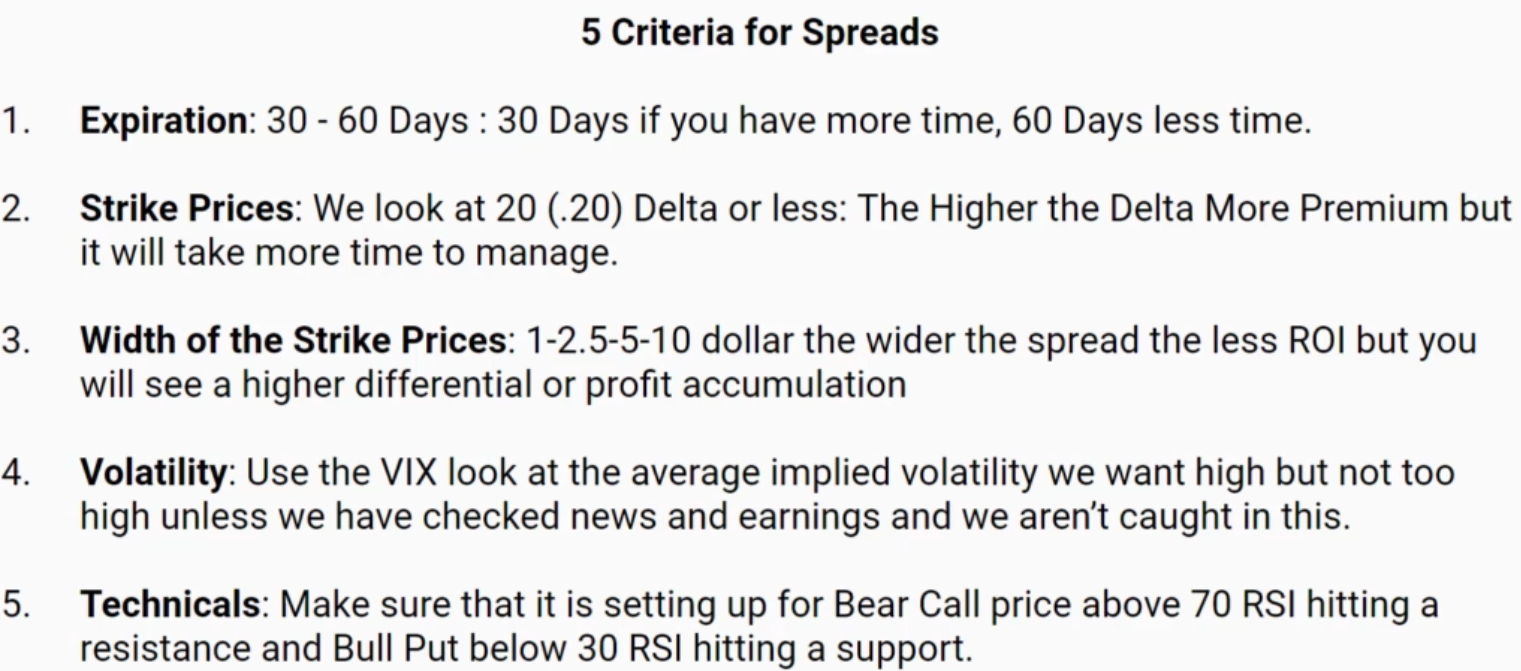 5 Criteria for Spreads
1. Expiration: 30 - 60 Days : 30 Days if you have more time, 60 Days less time.
2. Strike Prices: We look at 20 (.20) Delta or less: The Higher the Delta More Premium but
it will take more time to manage.
3. Width of the Strike Prices: 1-2.5-5-10 dollar the wider the spread the less ROI but you
will see a higher differential or profit accumulation
4. Volatility: Use the VIX look at the average implied volatility we want high but not too
high unless we have checked news and earnings and we aren’t caught in this.
5. Technicals: Make sure that it is setting up for Bear Call price above 70 RSI hitting a
resistance and Bull Put below 30 RSI hitting a support.